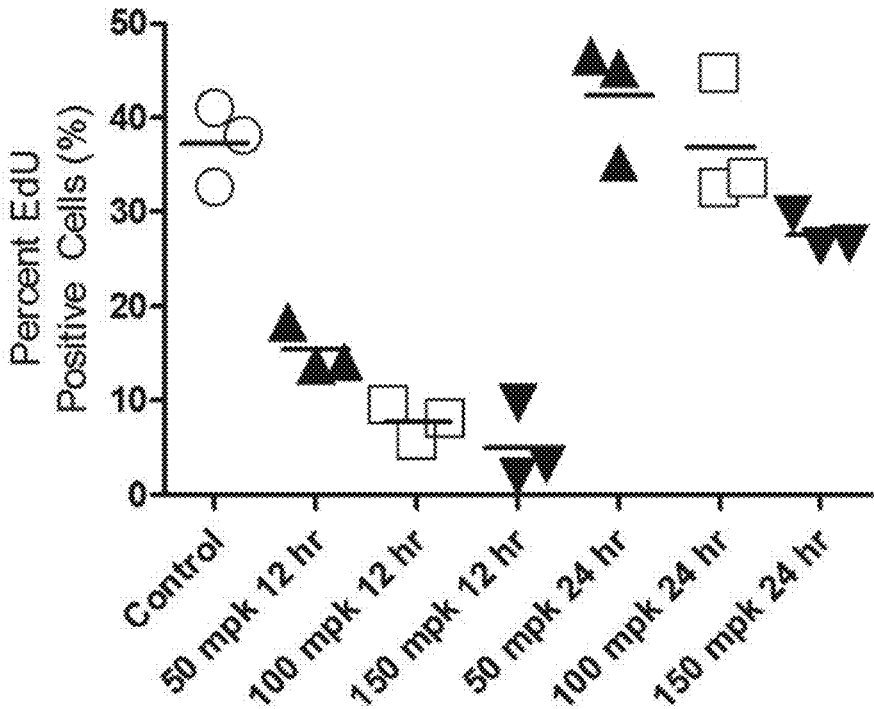 Percent EdU
Positive Cells (%)
50
40
30
20
10
0
Control
50 mpk 12 hr
100 mpk 12 hr
150 mpk 12 hr
50 mpk 24 hr
100 mpk 24 hr
150 mpk 24 hr